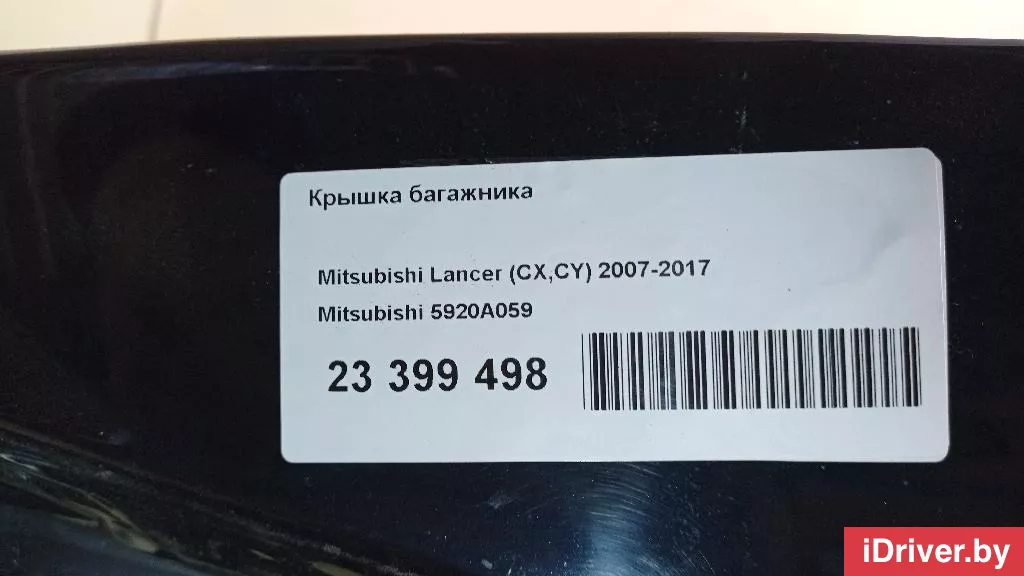 Крышка багажника
Mitsubishi Lancer (CX,CY) 2007-2017
Mitsubishi 5920A059
23 399 498
iDriver.by